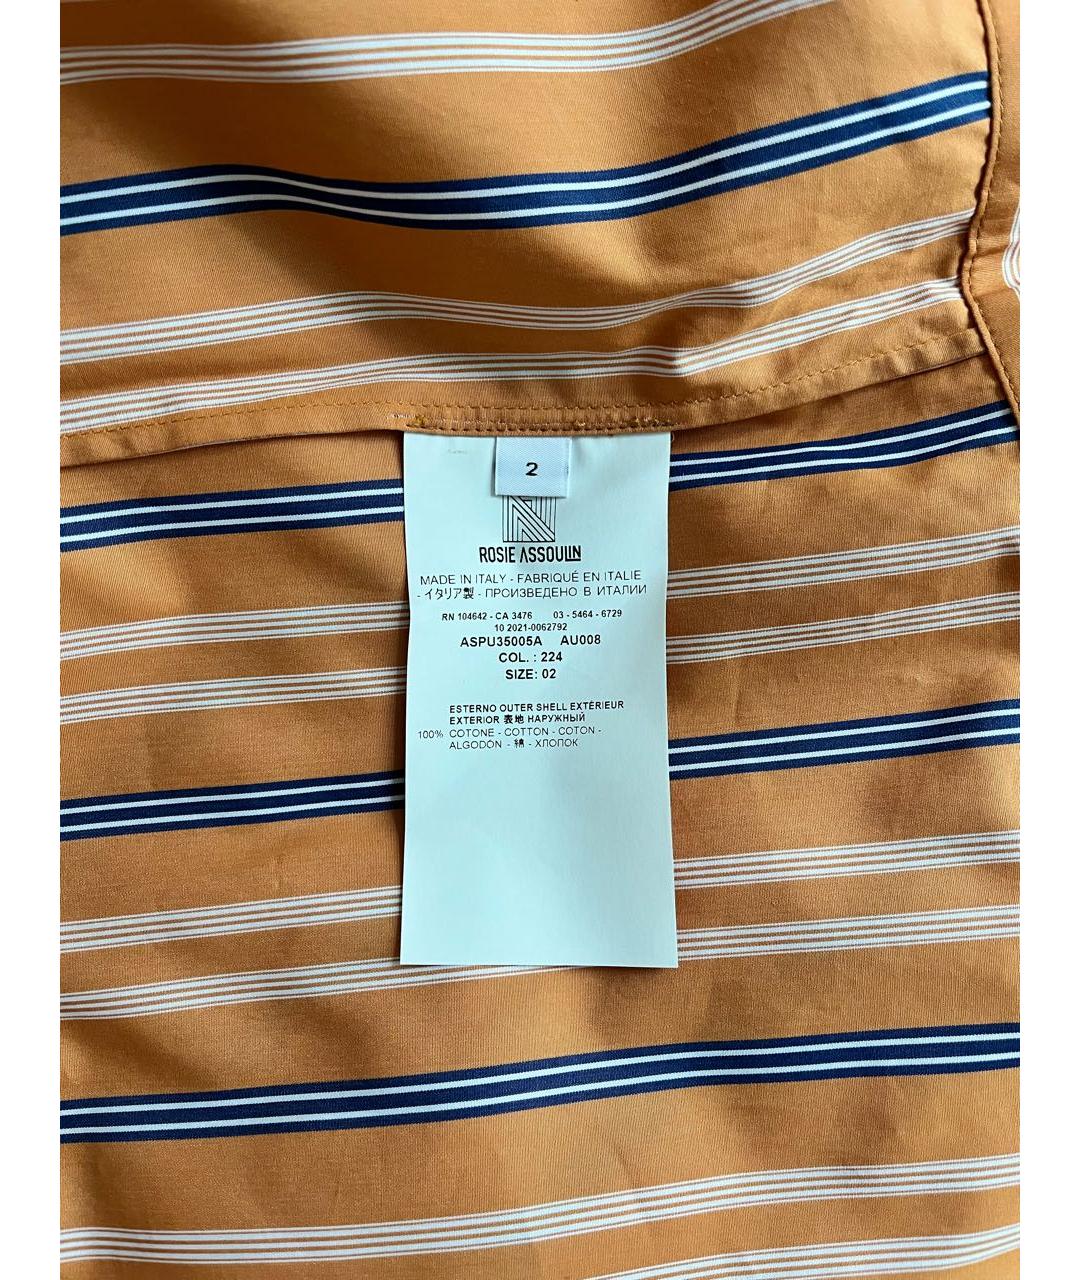 2
ROSIE ASSOULIN
MADE IN ITALY - FABRIQUÉ EN ITALIE
- イタリア製 - ПРОИЗВЕДЕНО В ИТАЛИИ
RN 104642 - CA 3476 03 - 5464 - 6729
10 2021-0062792
ASPU35005A AU008
COL. : 224
SIZE: 02
ESTERNO OUTER SHELL EXTÉRIEUR
EXTERIOR 表地 НАРУЖНЫЙ
100% COTONE - COTTON - COTON -
ALGODÓN - 綿 - ХЛОПОК